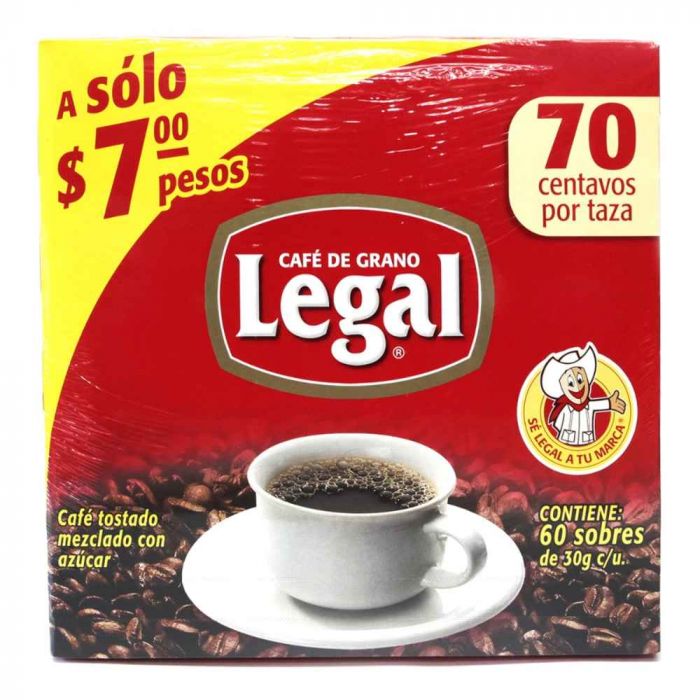 A sólo
$7.00 pesos
70
centavos
por taza
CAFÉ DE GRANO
Legal®
SÉ LEGAL A TU MARCA®
Café tostado
mezclado con
azúcar
CONTIENE:
60 sobres
de 30g c/u.